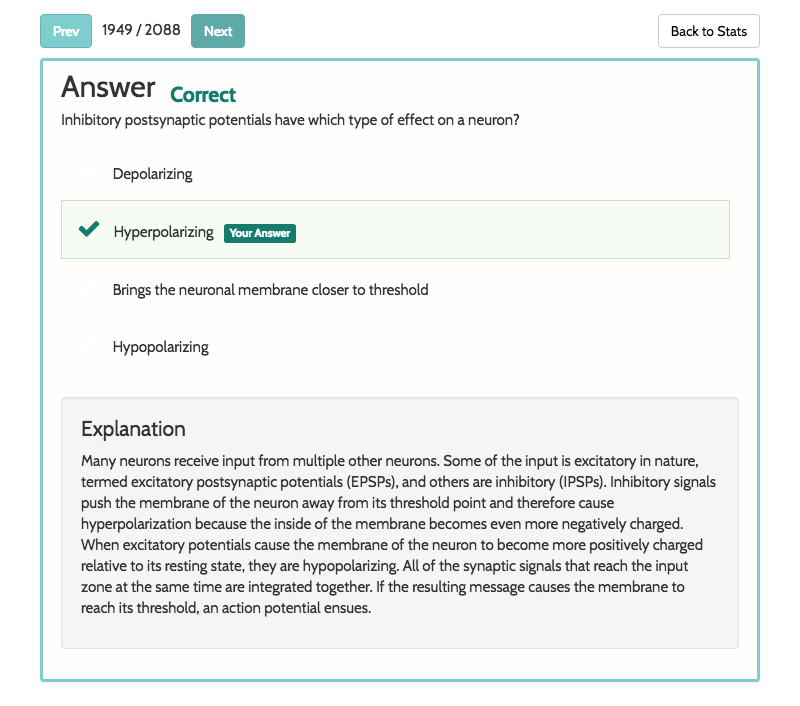 Prev 1949 / 2088 Next Back to Stats
Answer Correct
Inhibitory postsynaptic potentials have which type of effect on a neuron?
Depolarizing
Hyperpolarizing Your Answer
Brings the neuronal membrane closer to threshold
Hypopolarizing
Explanation
Many neurons receive input from multiple other neurons. Some of the input is excitatory in nature,
termed excitatory postsynaptic potentials (EPSPs), and others are inhibitory (IPSPs). Inhibitory signals
push the membrane of the neuron away from its threshold point and therefore cause
hyperpolarization because the inside of the membrane becomes even more negatively charged.
When excitatory potentials cause the membrane of the neuron to become more positively charged
relative to its resting state, they are hypopolarizing. All of the synaptic signals that reach the input
zone at the same time are integrated together. If the resulting message causes the membrane to
reach its threshold, an action potential ensues.